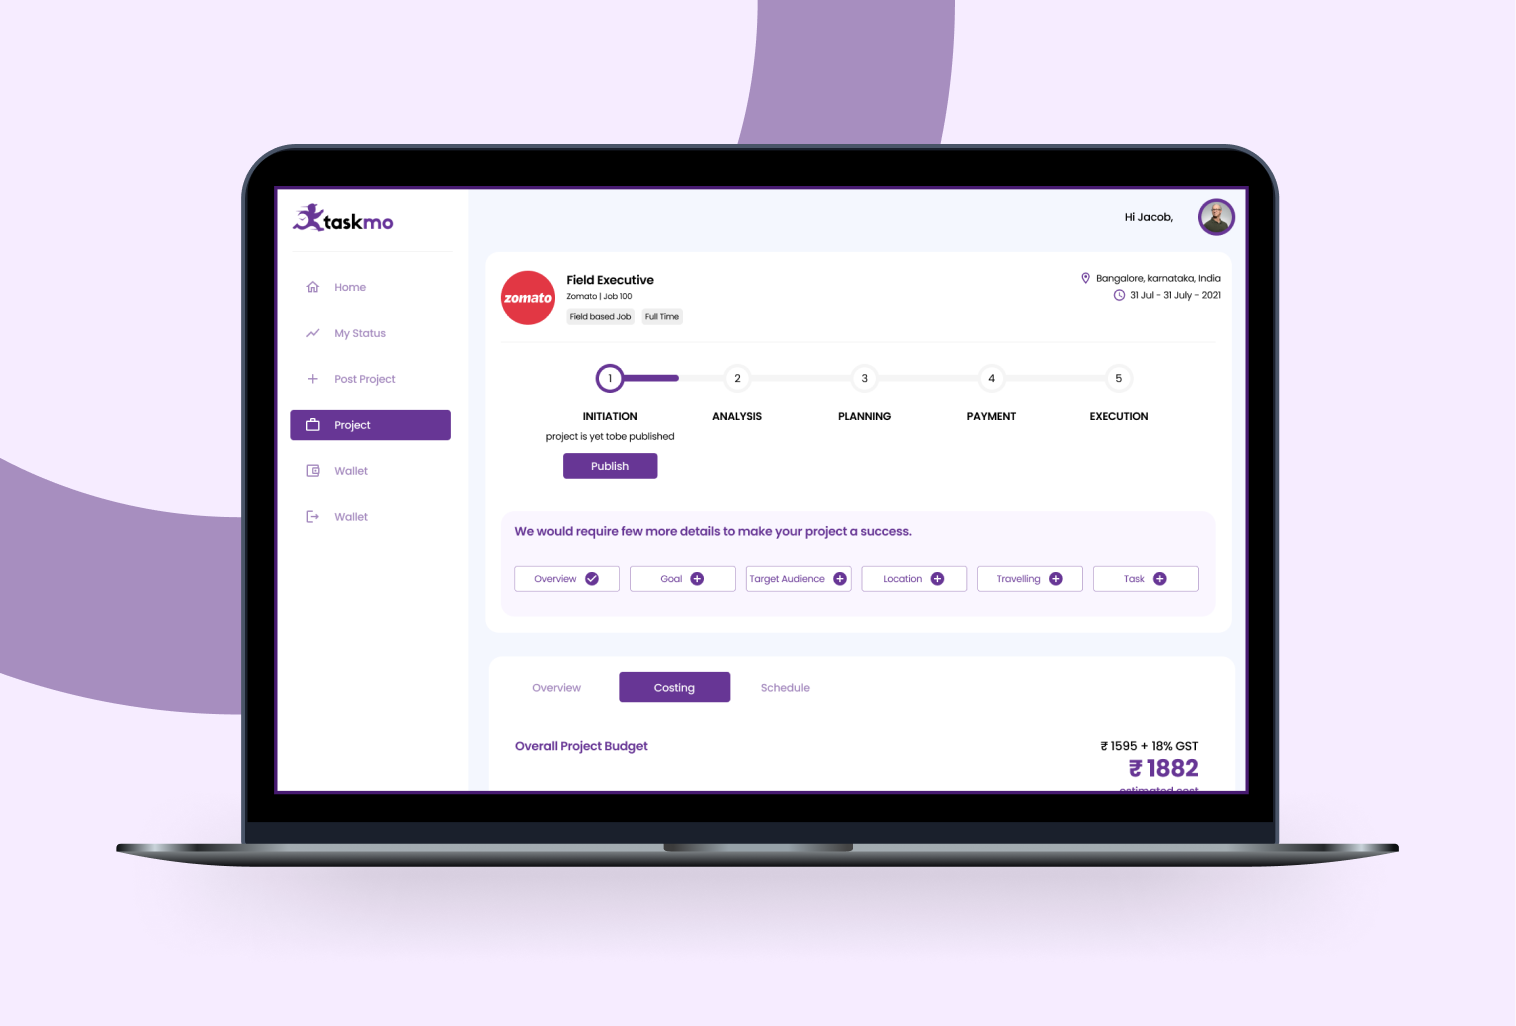 taskmo
Hi Jacob,
Home
My Status
Post Project
Project
Wallet
Wallet
zomato
Field Executive
Zomato | Job 100
Field based Job Full Time
Bangalore, karnataka, India
31 Jul - 31 July - 2021
1 2 3 4 5
INITIATION ANALYSIS PLANNING PAYMENT EXECUTION
project is yet tobe published
Publish
We would require few more details to make your project a success.
Overview Goal Target Audience Location Travelling Task
Overview Costing Schedule
Overall Project Budget
₹ 1595 + 18% GST
₹ 1882
estimated cost